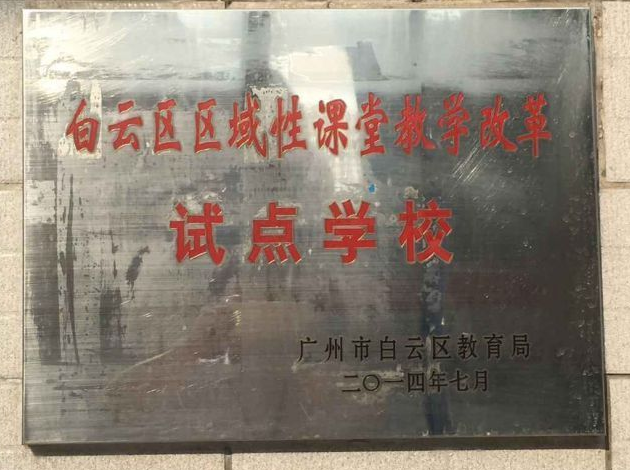 白云区区域性课堂教学改革
试点学校
广州市白云区教育局
二〇一四年七月